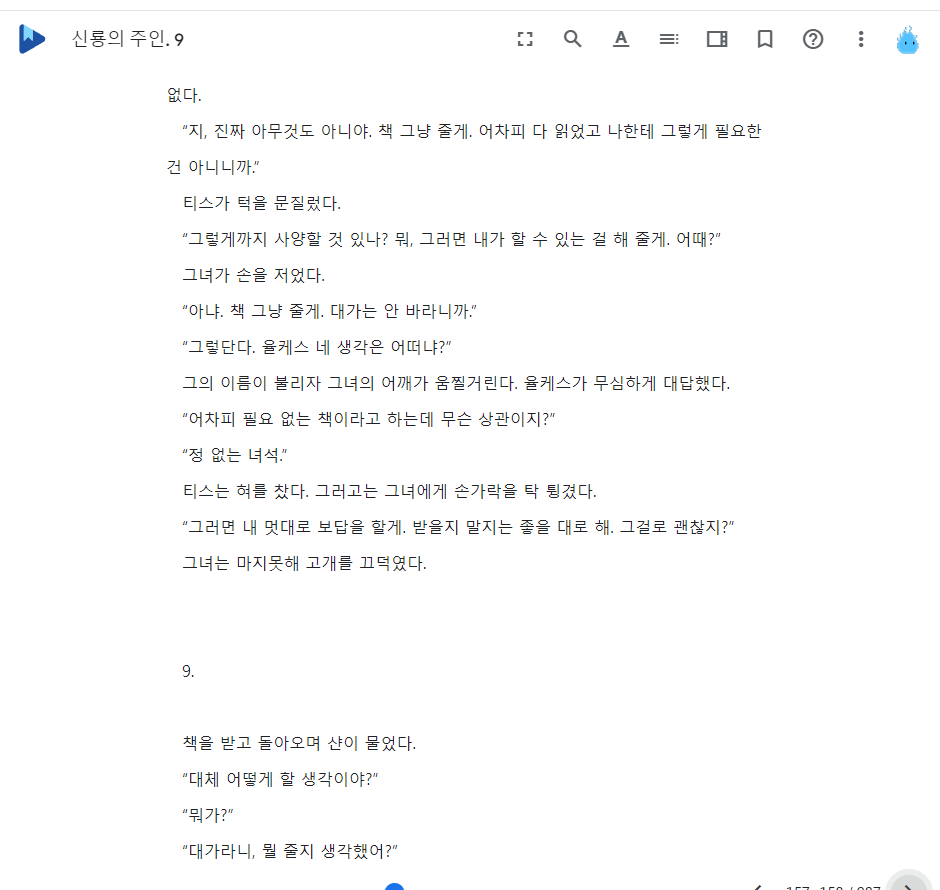 신룡의 주인. 9
없다.
“지, 진짜 아무것도 아니야. 책 그냥 줄게. 어차피 다 읽었고 나한테 그렇게 필요한
건 아니니까.”
티스가 턱을 문질렀다.
“그렇게까지 사양할 것 있나? 뭐, 그러면 내가 할 수 있는 걸 해 줄게. 어때?”
그녀가 손을 저었다.
“아냐. 책 그냥 줄게. 대가는 안 바라니까.”
“그렇단다. 율케스 네 생각은 어떠냐?”
그의 이름이 불리자 그녀의 어깨가 움찔거린다. 율케스가 무심하게 대답했다.
“어차피 필요 없는 책이라고 하는데 무슨 상관이지?”
“정 없는 녀석.”
티스는 혀를 찼다. 그러고는 그녀에게 손가락을 탁 튕겼다.
“그러면 내 멋대로 보답을 할게. 받을지 말지는 좋을 대로 해. 그걸로 괜찮지?”
그녀는 마지못해 고개를 끄덕였다.
9.
책을 받고 돌아오며 샨이 물었다.
“대체 어떻게 할 생각이야?”
“뭐가?”
“대가라니, 뭘 줄지 생각했어?”